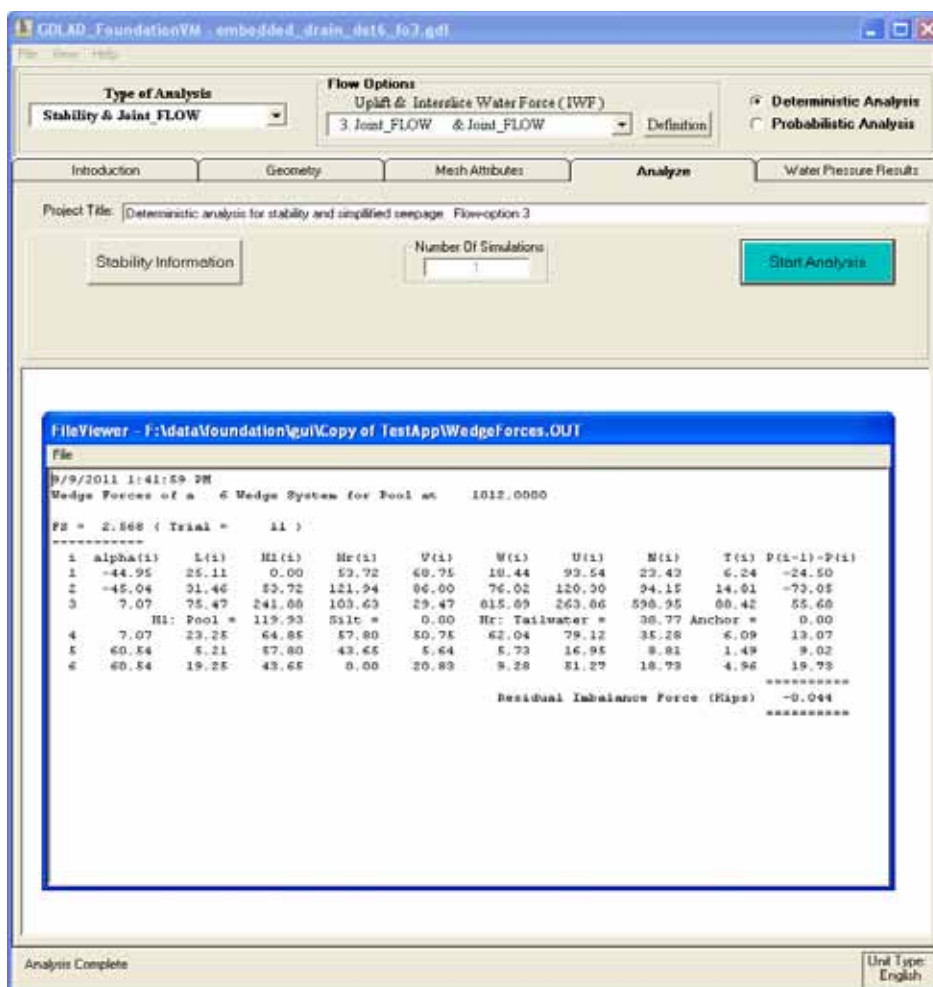 GDLAD_FoundationVM - embedded_drain_dst6_fo3.gdf
File View Help
Type of Analysis
Stability & Joint_FLOW
Flow Options
Uplift & Interslice Water Force ( IWF )
3. Joint_FLOW & Joint_FLOW
Definition
Deterministic Analysis
Probabilistic Analysis
Introduction Geometry Mesh Attributes Analyze Water Pressure Results
Project Title: Deterministic analysis for stability and simplified seepage Flow-option 3
Stability Information
Number Of Simulations
1
Start Analysis
FileViewer - F:\data\foundation\gui\Copy of TestApp\WedgeForces.OUT
File
9/9/2011 1:41:59 PM
Wedge Forces of a 6 Wedge System for Pool at 1012.0000
FS = 2.568 ( Trial = 11 )
-----------
i alpha(i) L(i) Hl(i) Hr(i) V(i) W(i) U(i) N(i) T(i) P(i-1)-P(i)
1 -44.95 25.11 0.00 53.72 68.75 18.44 93.54 23.43 6.24 -24.50
2 -45.04 31.46 53.72 121.94 86.00 76.02 120.30 94.15 14.81 -73.05
3 7.07 75.47 241.88 103.63 29.47 815.89 263.86 598.95 88.42 55.68
Hl: Pool = 119.93 Silt = 0.00 Hr: Tailwater = 38.77 Anchor = 0.00
4 7.07 23.25 64.85 57.80 50.75 62.04 79.12 35.28 6.09 13.07
5 60.54 5.21 57.80 43.65 5.64 5.73 16.95 8.81 1.49 9.02
6 60.54 19.25 43.65 0.00 20.83 9.28 51.27 18.73 4.96 19.73
==========
Residual Imbalance Force (Kips) -0.044
==========
Analysis Complete
Unit Type:
English